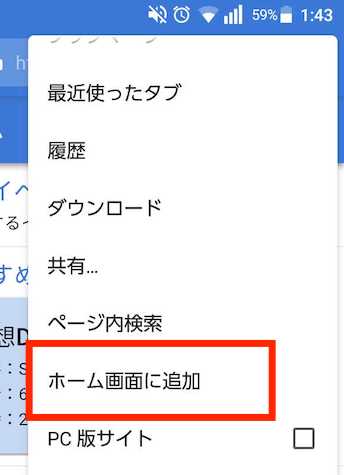 59% 1:43
最近使ったタブ
履歴
ダウンロード
共有...
ページ内検索
ホーム画面に追加
PC 版サイト